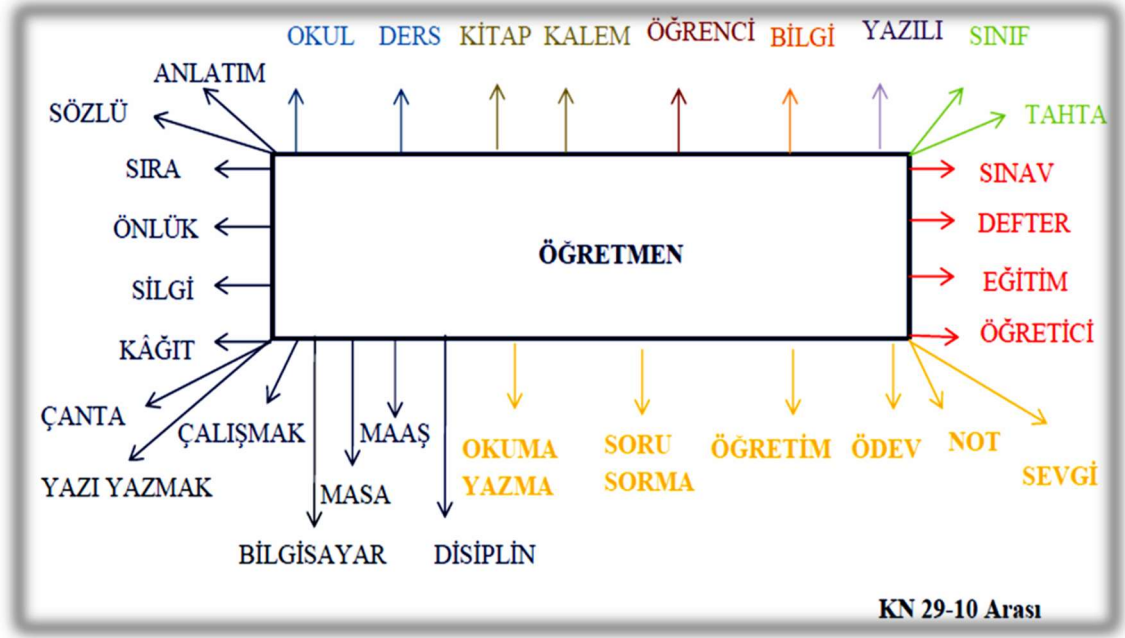 OKUL DERS KİTAP KALEM ÖĞRENCİ BİLGİ YAZILI SINIF
ANLATIM
SÖZLÜ
TAHTA
SIRA
SINAV
ÖNLÜK
DEFTER
ÖĞRETMEN
SİLGİ
EĞİTİM
KÂĞIT
ÖĞRETİCİ
ÇANTA
ÇALIŞMAK
MAAŞ
OKUMA
YAZMA
SORU
SORMA
ÖĞRETİM
ÖDEV
NOT
SEVGİ
YAZI YAZMAK
MASA
BİLGİSAYAR
DİSİPLİN
KN 29-10 Arası